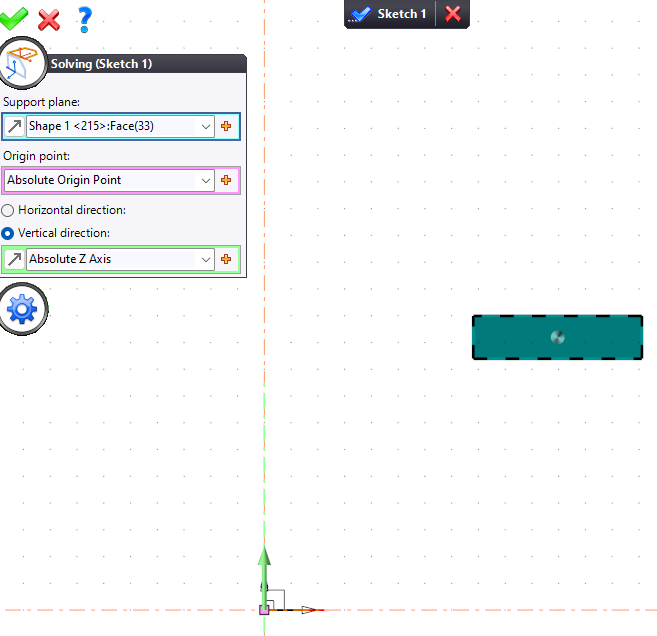 Sketch 1
Solving (Sketch 1)
Support plane:
Shape 1 <215>:Face(33)
Origin point:
Absolute Origin Point
Horizontal direction:
Vertical direction:
Absolute Z Axis